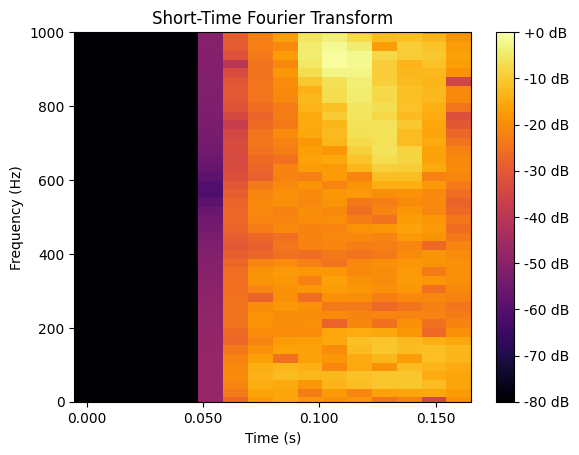 Short-Time Fourier Transform
Frequency (Hz)
1000
800
600
400
200
0
0.000
0.050
0.100
0.150
Time (s)
+0 dB
-10 dB
-20 dB
-30 dB
-40 dB
-50 dB
-60 dB
-70 dB
-80 dB